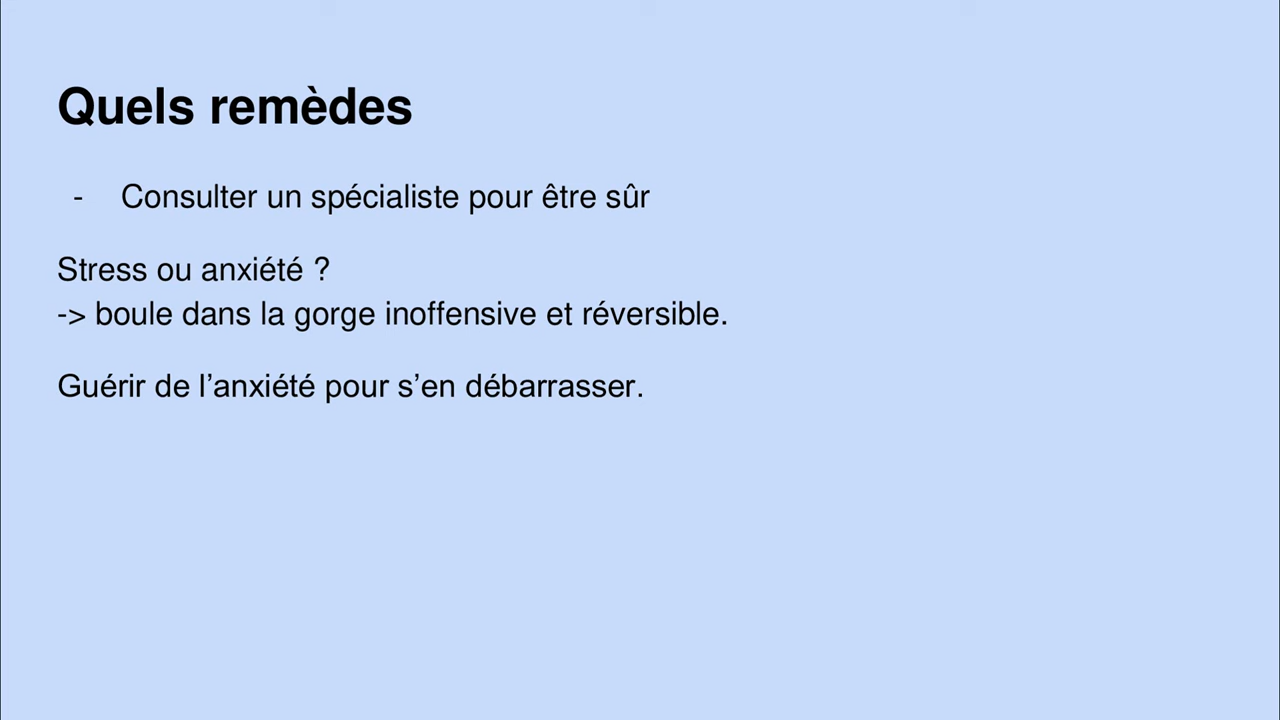 Quels remèdes
- Consulter un spécialiste pour être sûr
Stress ou anxiété ?
-> boule dans la gorge inoffensive et réversible.
Guérir de l’anxiété pour s’en débarrasser.